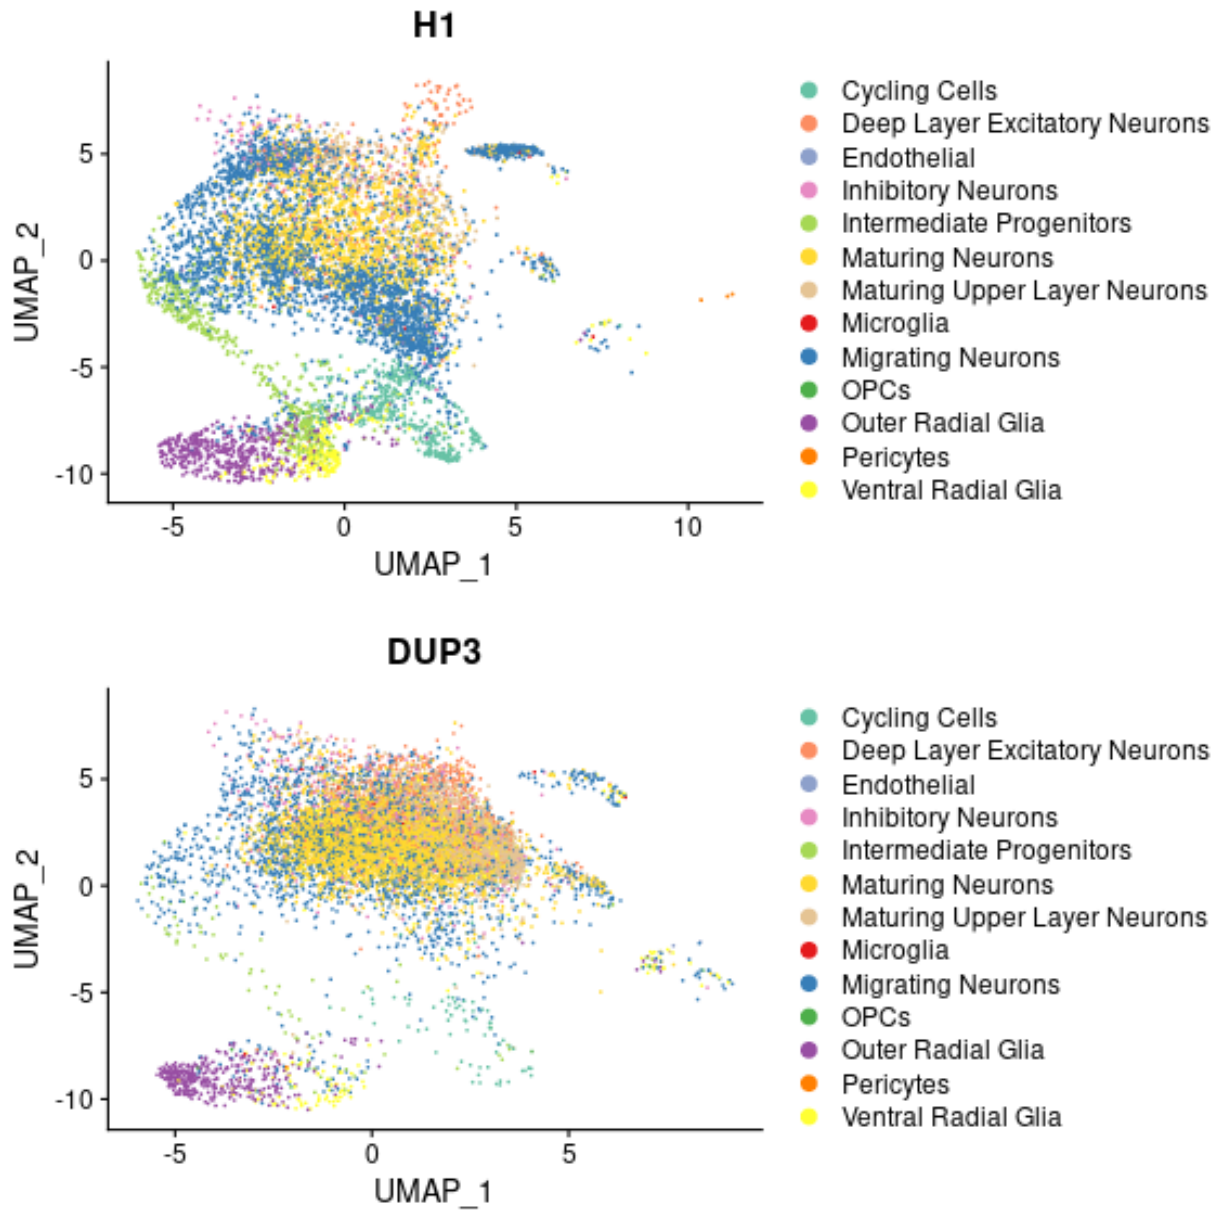 H1
UMAP_2
5
0
-5
-10
-5
0
5
10
UMAP_1
Cycling Cells
Deep Layer Excitatory Neurons
Endothelial
Inhibitory Neurons
Intermediate Progenitors
Maturing Neurons
Maturing Upper Layer Neurons
Microglia
Migrating Neurons
OPCs
Outer Radial Glia
Pericytes
Ventral Radial Glia
DUP3
UMAP_2
5
0
-5
-10
-5
0
5
UMAP_1
Cycling Cells
Deep Layer Excitatory Neurons
Endothelial
Inhibitory Neurons
Intermediate Progenitors
Maturing Neurons
Maturing Upper Layer Neurons
Microglia
Migrating Neurons
OPCs
Outer Radial Glia
Pericytes
Ventral Radial Glia